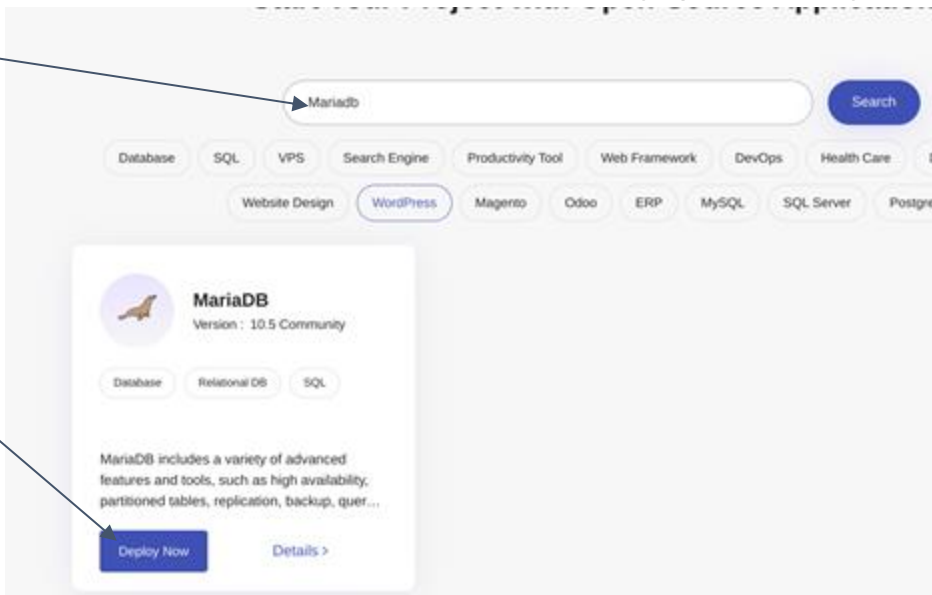 Mariadb
Search
Database SQL VPS Search Engine Productivity Tool Web Framework DevOps Health Care
Website Design WordPress Magento Odoo ERP MySQL SQL Server Postgre
MariaDB
Version : 10.5 Community
Database Relational DB SQL
MariaDB includes a variety of advanced
features and tools, such as high availability,
partitioned tables, replication, backup, quer...
Deploy Now Details >